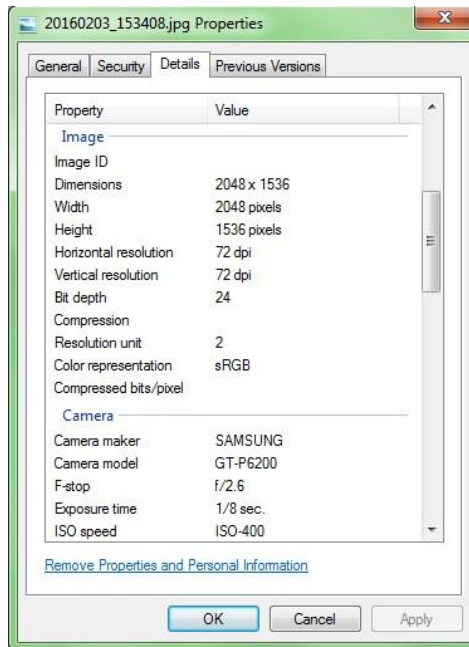 20160203_153408.jpg Properties
General Security Details Previous Versions
Property Value
Image
Image ID
Dimensions 2048 x 1536
Width 2048 pixels
Height 1536 pixels
Horizontal resolution 72 dpi
Vertical resolution 72 dpi
Bit depth 24
Compression
Resolution unit 2
Color representation sRGB
Compressed bits/pixel
Camera
Camera maker SAMSUNG
Camera model GT-P6200
F-stop f/2.6
Exposure time 1/8 sec.
ISO speed ISO-400
Remove Properties and Personal Information
OK Cancel Apply